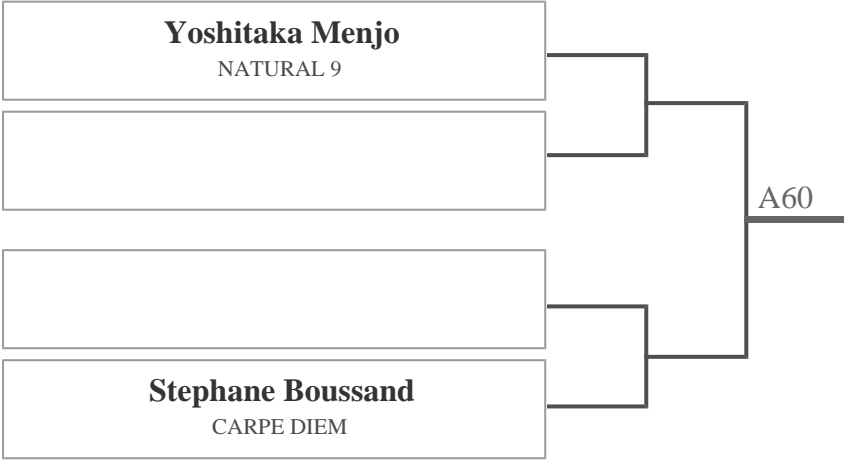 Yoshitaka Menjo
NATURAL 9
A60
Stephane Boussand
CARPE DIEM